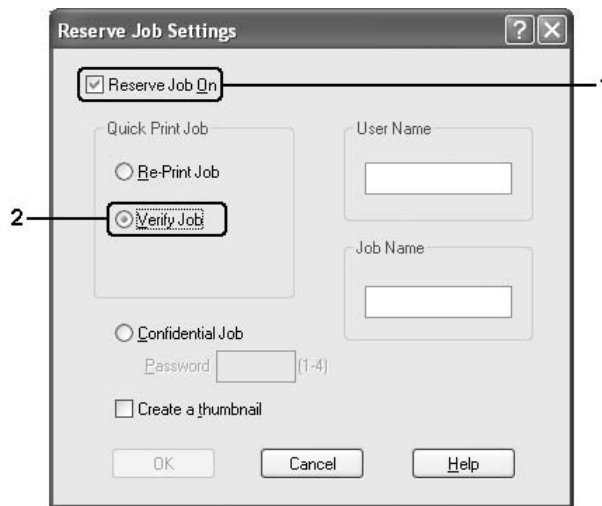 Reserve Job Settings
Reserve Job On
1
Quick Print Job
User Name
Re-Print Job
2
Verify Job
Job Name
Confidential Job
Password
(1-4)
Create a thumbnail
OK
Cancel
Help